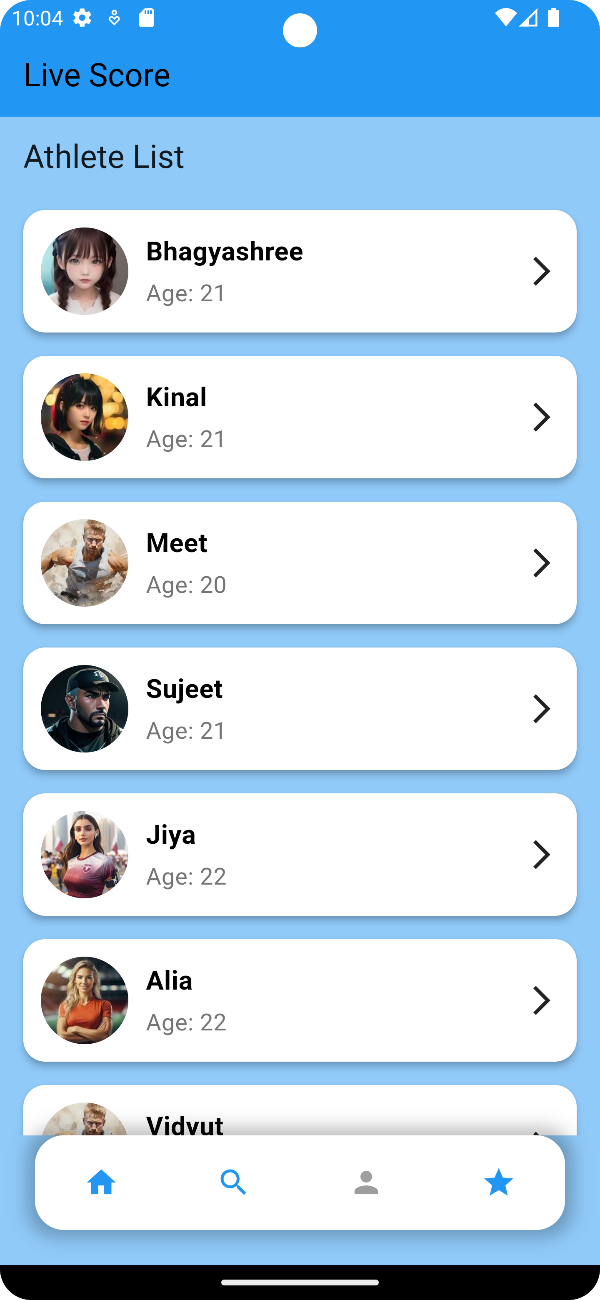 10:04
Live Score
Athlete List
Bhagyashree
Age: 21
Kinal
Age: 21
Meet
Age: 20
Sujeet
Age: 21
Jiya
Age: 22
Alia
Age: 22
Vidyut